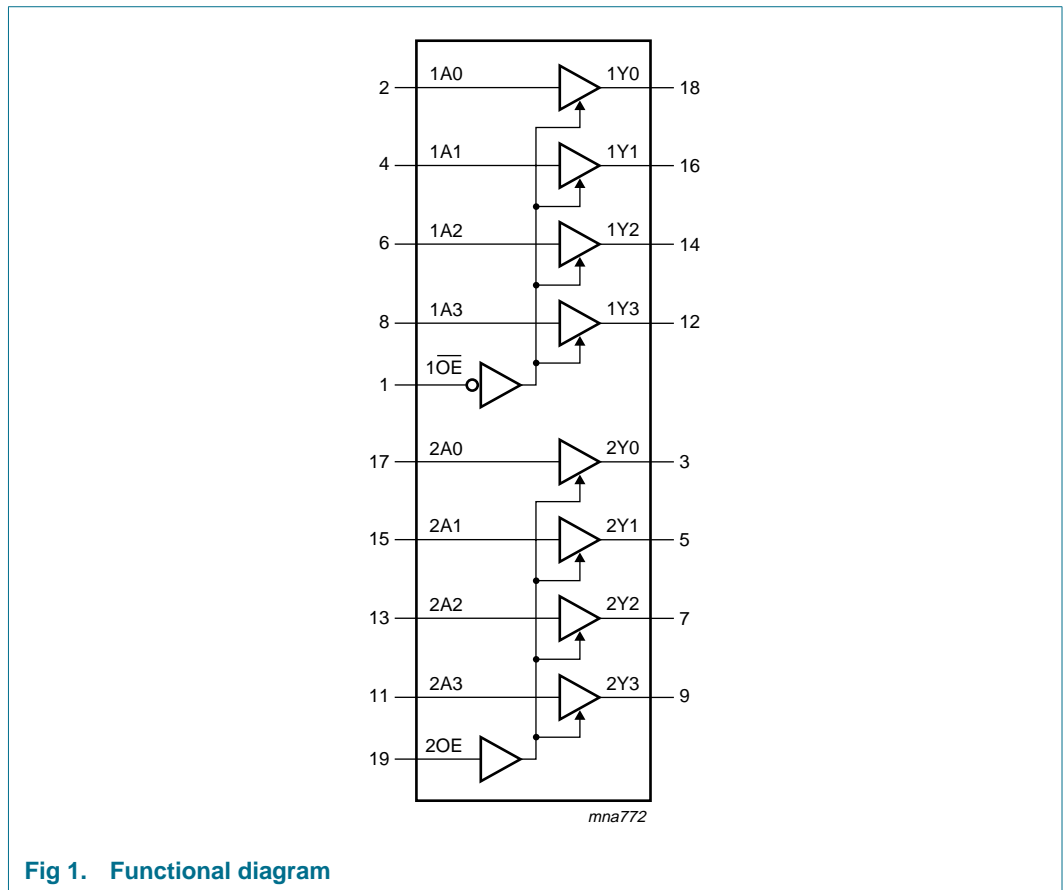 2 1A0 1Y0 18
4 1A1 1Y1 16
6 1A2 1Y2 14
8 1A3 1Y3 12
1 1O̅E̅
17 2A0 2Y0 3
15 2A1 2Y1 5
13 2A2 2Y2 7
11 2A3 2Y3 9
19 2OE
mna772
Fig 1. Functional diagram